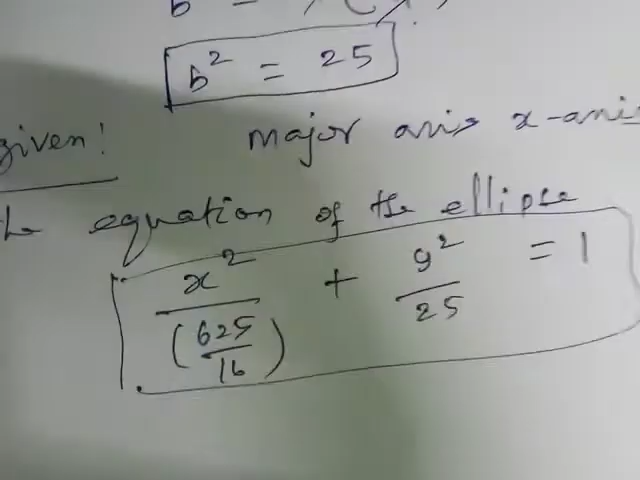 b² = 25
given! major axis x-axis
equation of the ellipse
x² / (625/16) + y² / 25 = 1